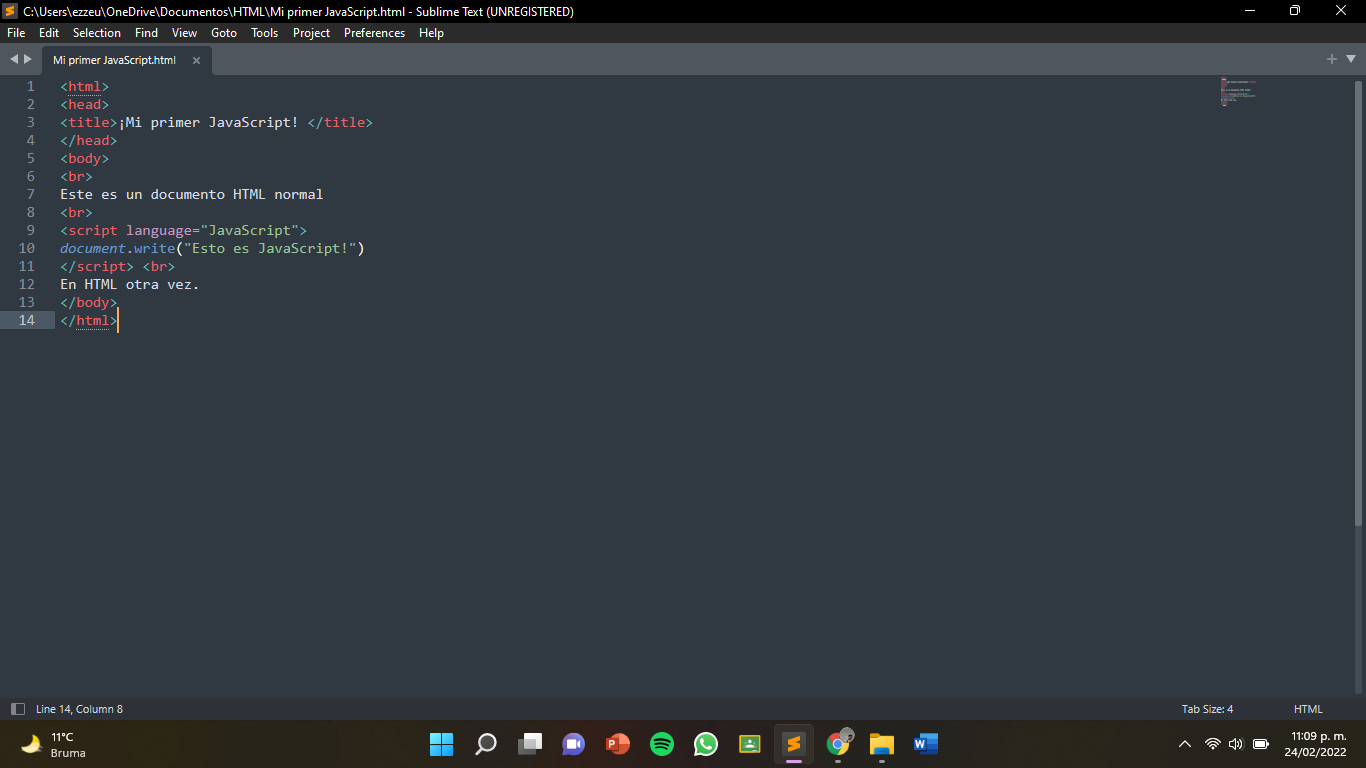 C:\Users\ezzeu\OneDrive\Documentos\HTML\Mi primer JavaScript.html - Sublime Text (UNREGISTERED)
File Edit Selection Find View Goto Tools Project Preferences Help
Mi primer JavaScript.html
1 <html>
2 <head>
3 <title>¡Mi primer JavaScript! </title>
4 </head>
5 <body>
6 <br>
7 Este es un documento HTML normal
8 <br>
9 <script language="JavaScript">
10 document.write("Esto es JavaScript!")
11 </script> <br>
12 En HTML otra vez.
13 </body>
14 </html>
Line 14, Column 8 Tab Size: 4 HTML
11°C
Bruma
11:09 p. m.
24/02/2022